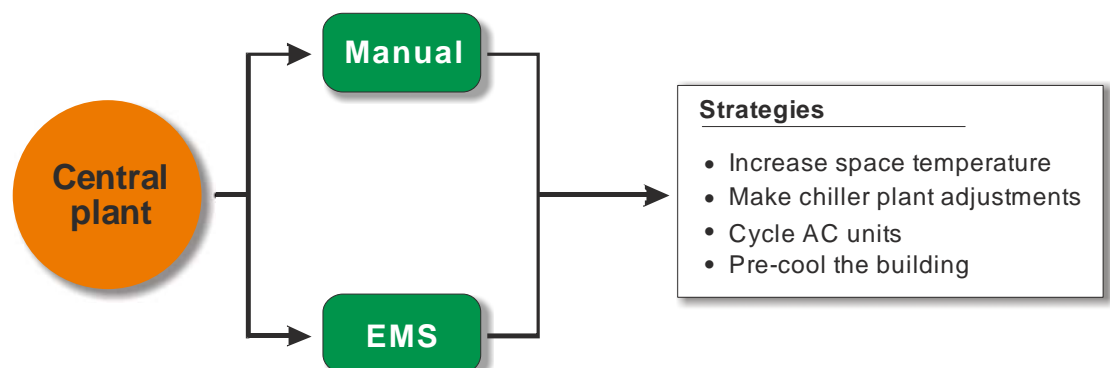 Manual
Central
plant
EMS
Strategies
• Increase space temperature
• Make chiller plant adjustments
• Cycle AC units
• Pre-cool the building